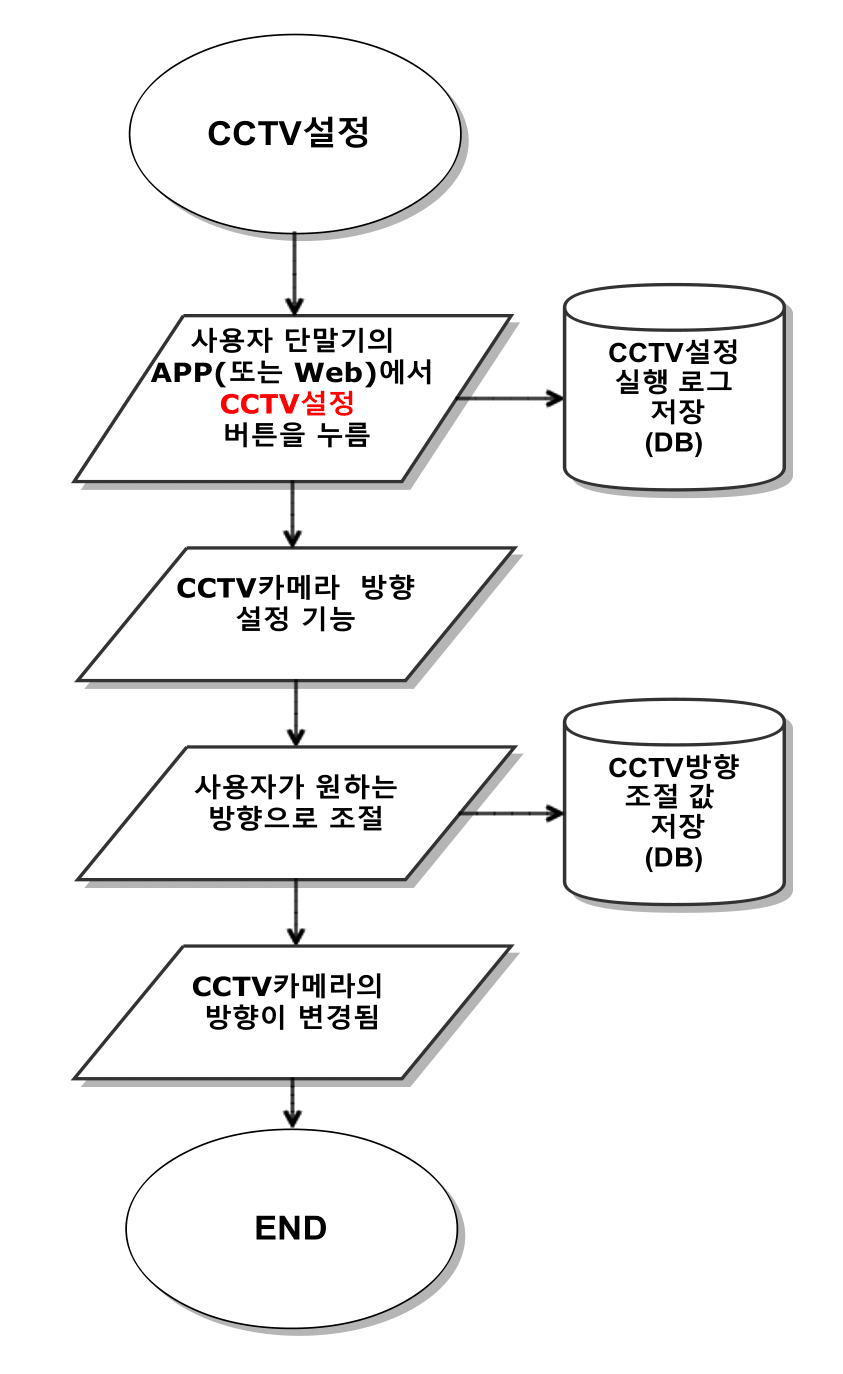 CCTV설정
사용자 단말기의
APP(또는 Web)에서
CCTV설정
버튼을 누름
CCTV설정
실행 로그
저장
(DB)
CCTV카메라 방향
설정 기능
사용자가 원하는
방향으로 조절
CCTV방향
조절 값
저장
(DB)
CCTV카메라의
방향이 변경됨
END